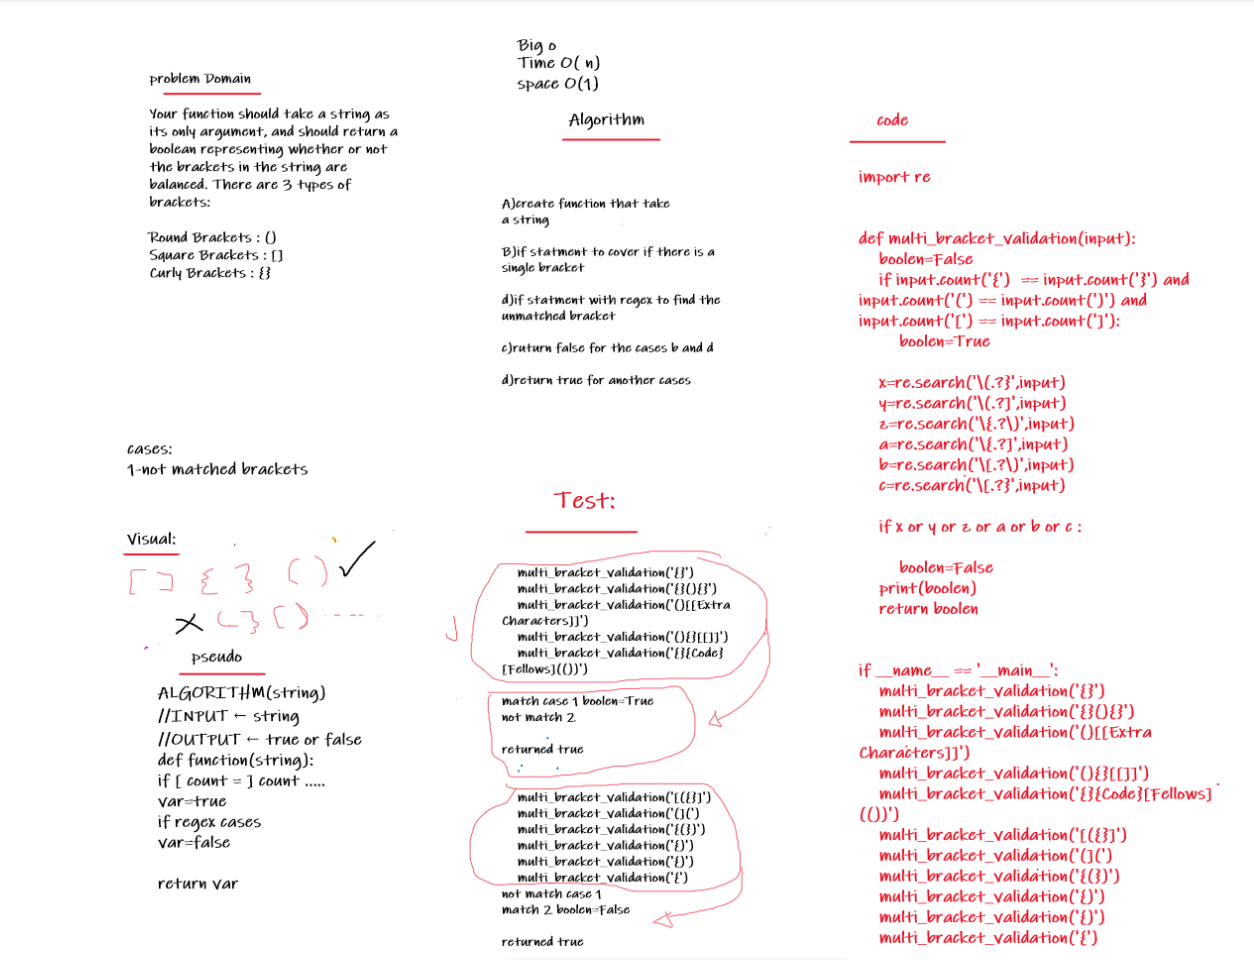 problem Domain
Your function should take a string as
its only argument, and should return a
boolean representing whether or not
the brackets in the string are
balanced. There are 3 types of
brackets:
Round Brackets : ()
Square Brackets : []
Curly Brackets : {}
cases:
1-not matched brackets
Visual:
[ ] { } ( )
( } [ ) ....
pseudo
ALGORITHM(string)
//INPUT ← string
//OUTPUT ← true or false
def function(string):
if [ count = ] count .....
var=true
if regex cases
var=false
return var
Big o
Time O( n)
space O(1)
Algorithm
A)create function that take
a string
B)if statment to cover if there is a
single bracket
d)if statment with regex to find the
unmatched bracket
c)ruturn false for the cases b and d
d)return true for another cases
Test:
multi_bracket_validation('{}')
multi_bracket_validation('{}(){}')
multi_bracket_validation('()[[Extra
Characters]]')
multi_bracket_validation('(){}[[]]')
multi_bracket_validation('{}{Code}
[Fellows](())')
match case 1 boolen=True
not match 2
returned true
multi_bracket_validation('[({}]')
multi_bracket_validation('(](')
multi_bracket_validation('{(})')
multi_bracket_validation('{)')
multi_bracket_validation('{)')
multi_bracket_validation('{')
not match case 1
match 2 boolen=False
returned true
code
import re
def multi_bracket_validation(input):
boolen=False
if input.count('{') == input.count('}') and
input.count('(') == input.count(')') and
input.count('[') == input.count(']'):
boolen=True
x=re.search('\(.?}',input)
y=re.search('\(.?]',input)
z=re.search('\{.?\)',input)
a=re.search('\{.?]',input)
b=re.search('\[.?\)',input)
c=re.search('\[.?}',input)
if x or y or z or a or b or c :
boolen=False
print(boolen)
return boolen
if __name__ == '__main__':
multi_bracket_validation('{}')
multi_bracket_validation('{}(){}')
multi_bracket_validation('()[[Extra
Characters]]')
multi_bracket_validation('(){}[[]]')
multi_bracket_validation('{}{Code}[Fellows]
(())')
multi_bracket_validation('[({}]')
multi_bracket_validation('(](')
multi_bracket_validation('{(})')
multi_bracket_validation('{)')
multi_bracket_validation('{)')
multi_bracket_validation('{')